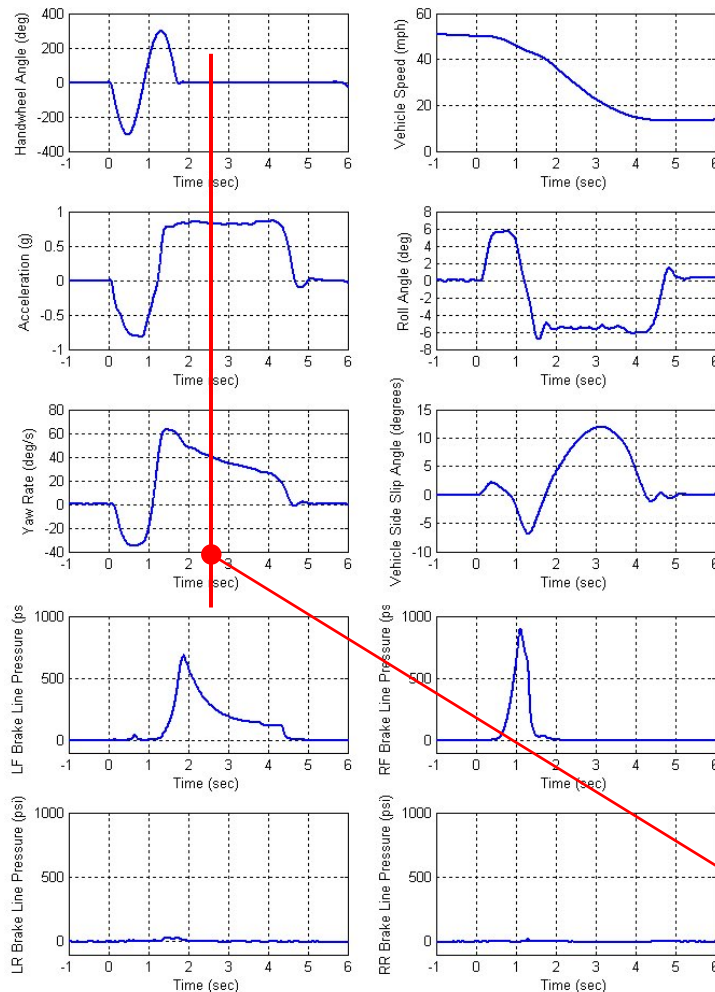 Handwheel Angle (deg)
400
200
0
-200
-400
-1 0 1 2 3 4 5 6
Time (sec)
Vehicle Speed (mph)
60
40
20
0
-1 0 1 2 3 4 5 6
Time (sec)
Acceleration (g)
1
0.5
0
-0.5
-1
-1 0 1 2 3 4 5 6
Time (sec)
Roll Angle (deg)
8
6
4
2
0
-2
-4
-6
-8
-1 0 1 2 3 4 5 6
Time (sec)
Yaw Rate (deg/s)
80
60
40
20
0
-20
-40
-1 0 1 2 3 4 5 6
Time (sec)
Vehicle Side Slip Angle (degrees)
15
10
5
0
-5
-10
-1 0 1 2 3 4 5 6
Time (sec)
LF Brake Line Pressure (ps
1000
500
0
-1 0 1 2 3 4 5 6
Time (sec)
RF Brake Line Pressure (ps
1000
500
0
-1 0 1 2 3 4 5 6
Time (sec)
LR Brake Line Pressure (psi)
1000
500
0
-1 0 1 2 3 4 5 6
Time (sec)
RR Brake Line Pressure (psi)
1000
500
0
-1 0 1 2 3 4 5 6
Time (sec)